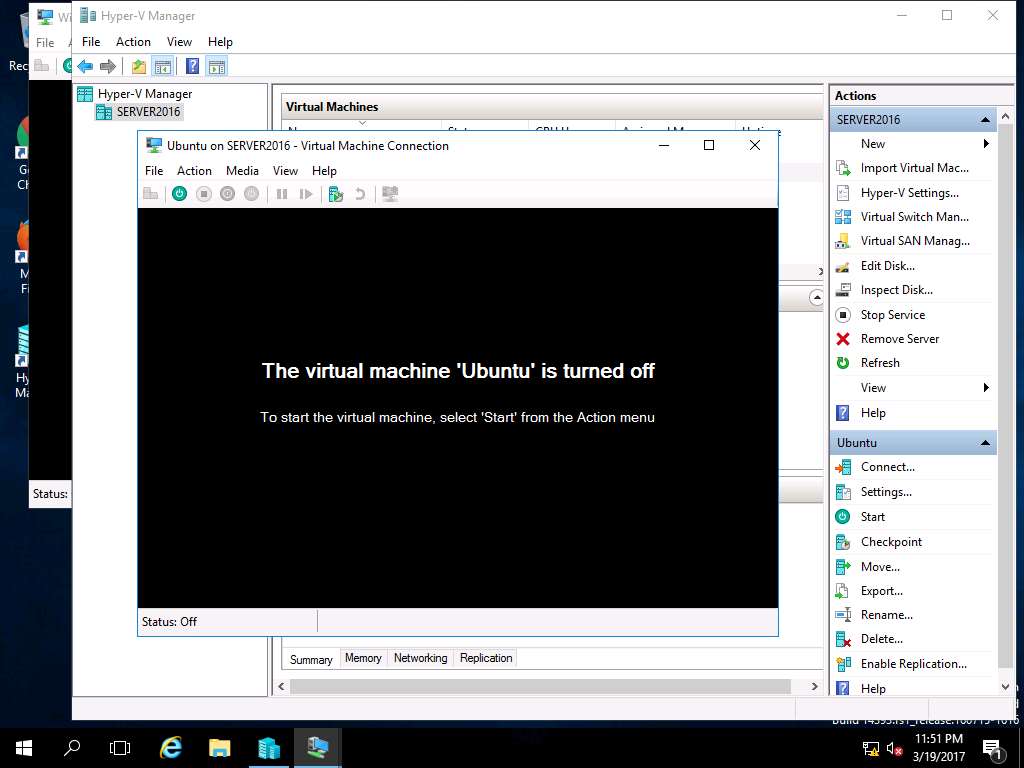 Hyper-V Manager
File Action View Help
File
Hyper-V Manager
SERVER2016
Virtual Machines
Ubuntu on SERVER2016 - Virtual Machine Connection
File Action Media View Help
The virtual machine 'Ubuntu' is turned off
To start the virtual machine, select 'Start' from the Action menu
Status: Off
Status:
Summary Memory Networking Replication
Actions
SERVER2016
New
Import Virtual Mac...
Hyper-V Settings...
Virtual Switch Man...
Virtual SAN Manag...
Edit Disk...
Inspect Disk...
Stop Service
Remove Server
Refresh
View
Help
Ubuntu
Connect...
Settings...
Start
Checkpoint
Move...
Export...
Rename...
Delete...
Enable Replication...
Help
11:51 PM
3/19/2017
1